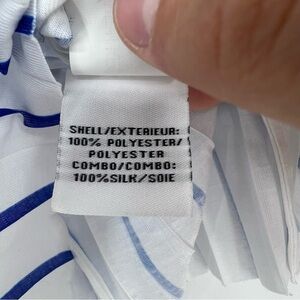 SHELL/EXTERIEUR:
100% POLYESTER/
POLYESTER
COMBO/COMBO:
100%SILK/SOIE